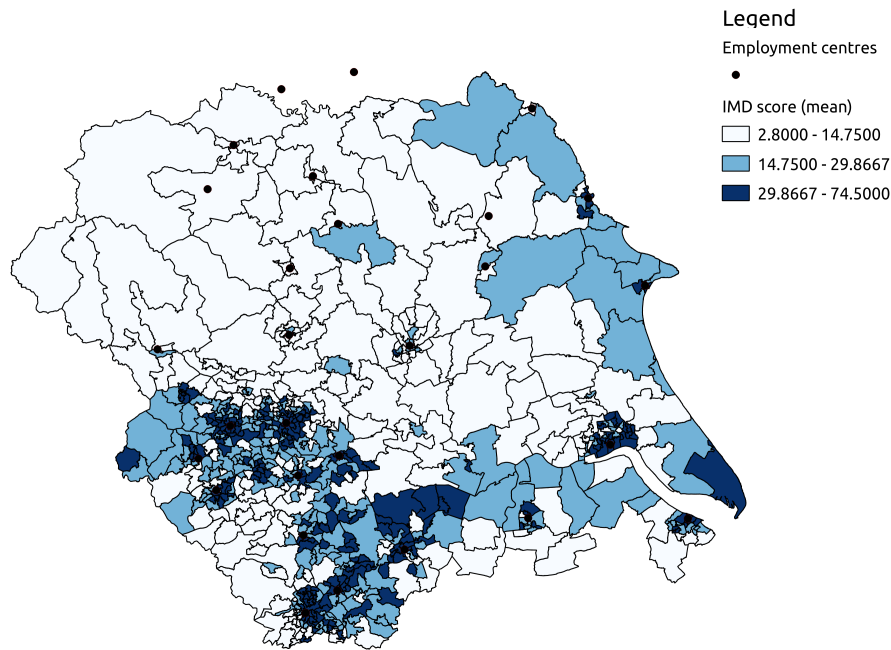 Legend
Employment centres
IMD score (mean)
2.8000 - 14.7500
14.7500 - 29.8667
29.8667 - 74.5000